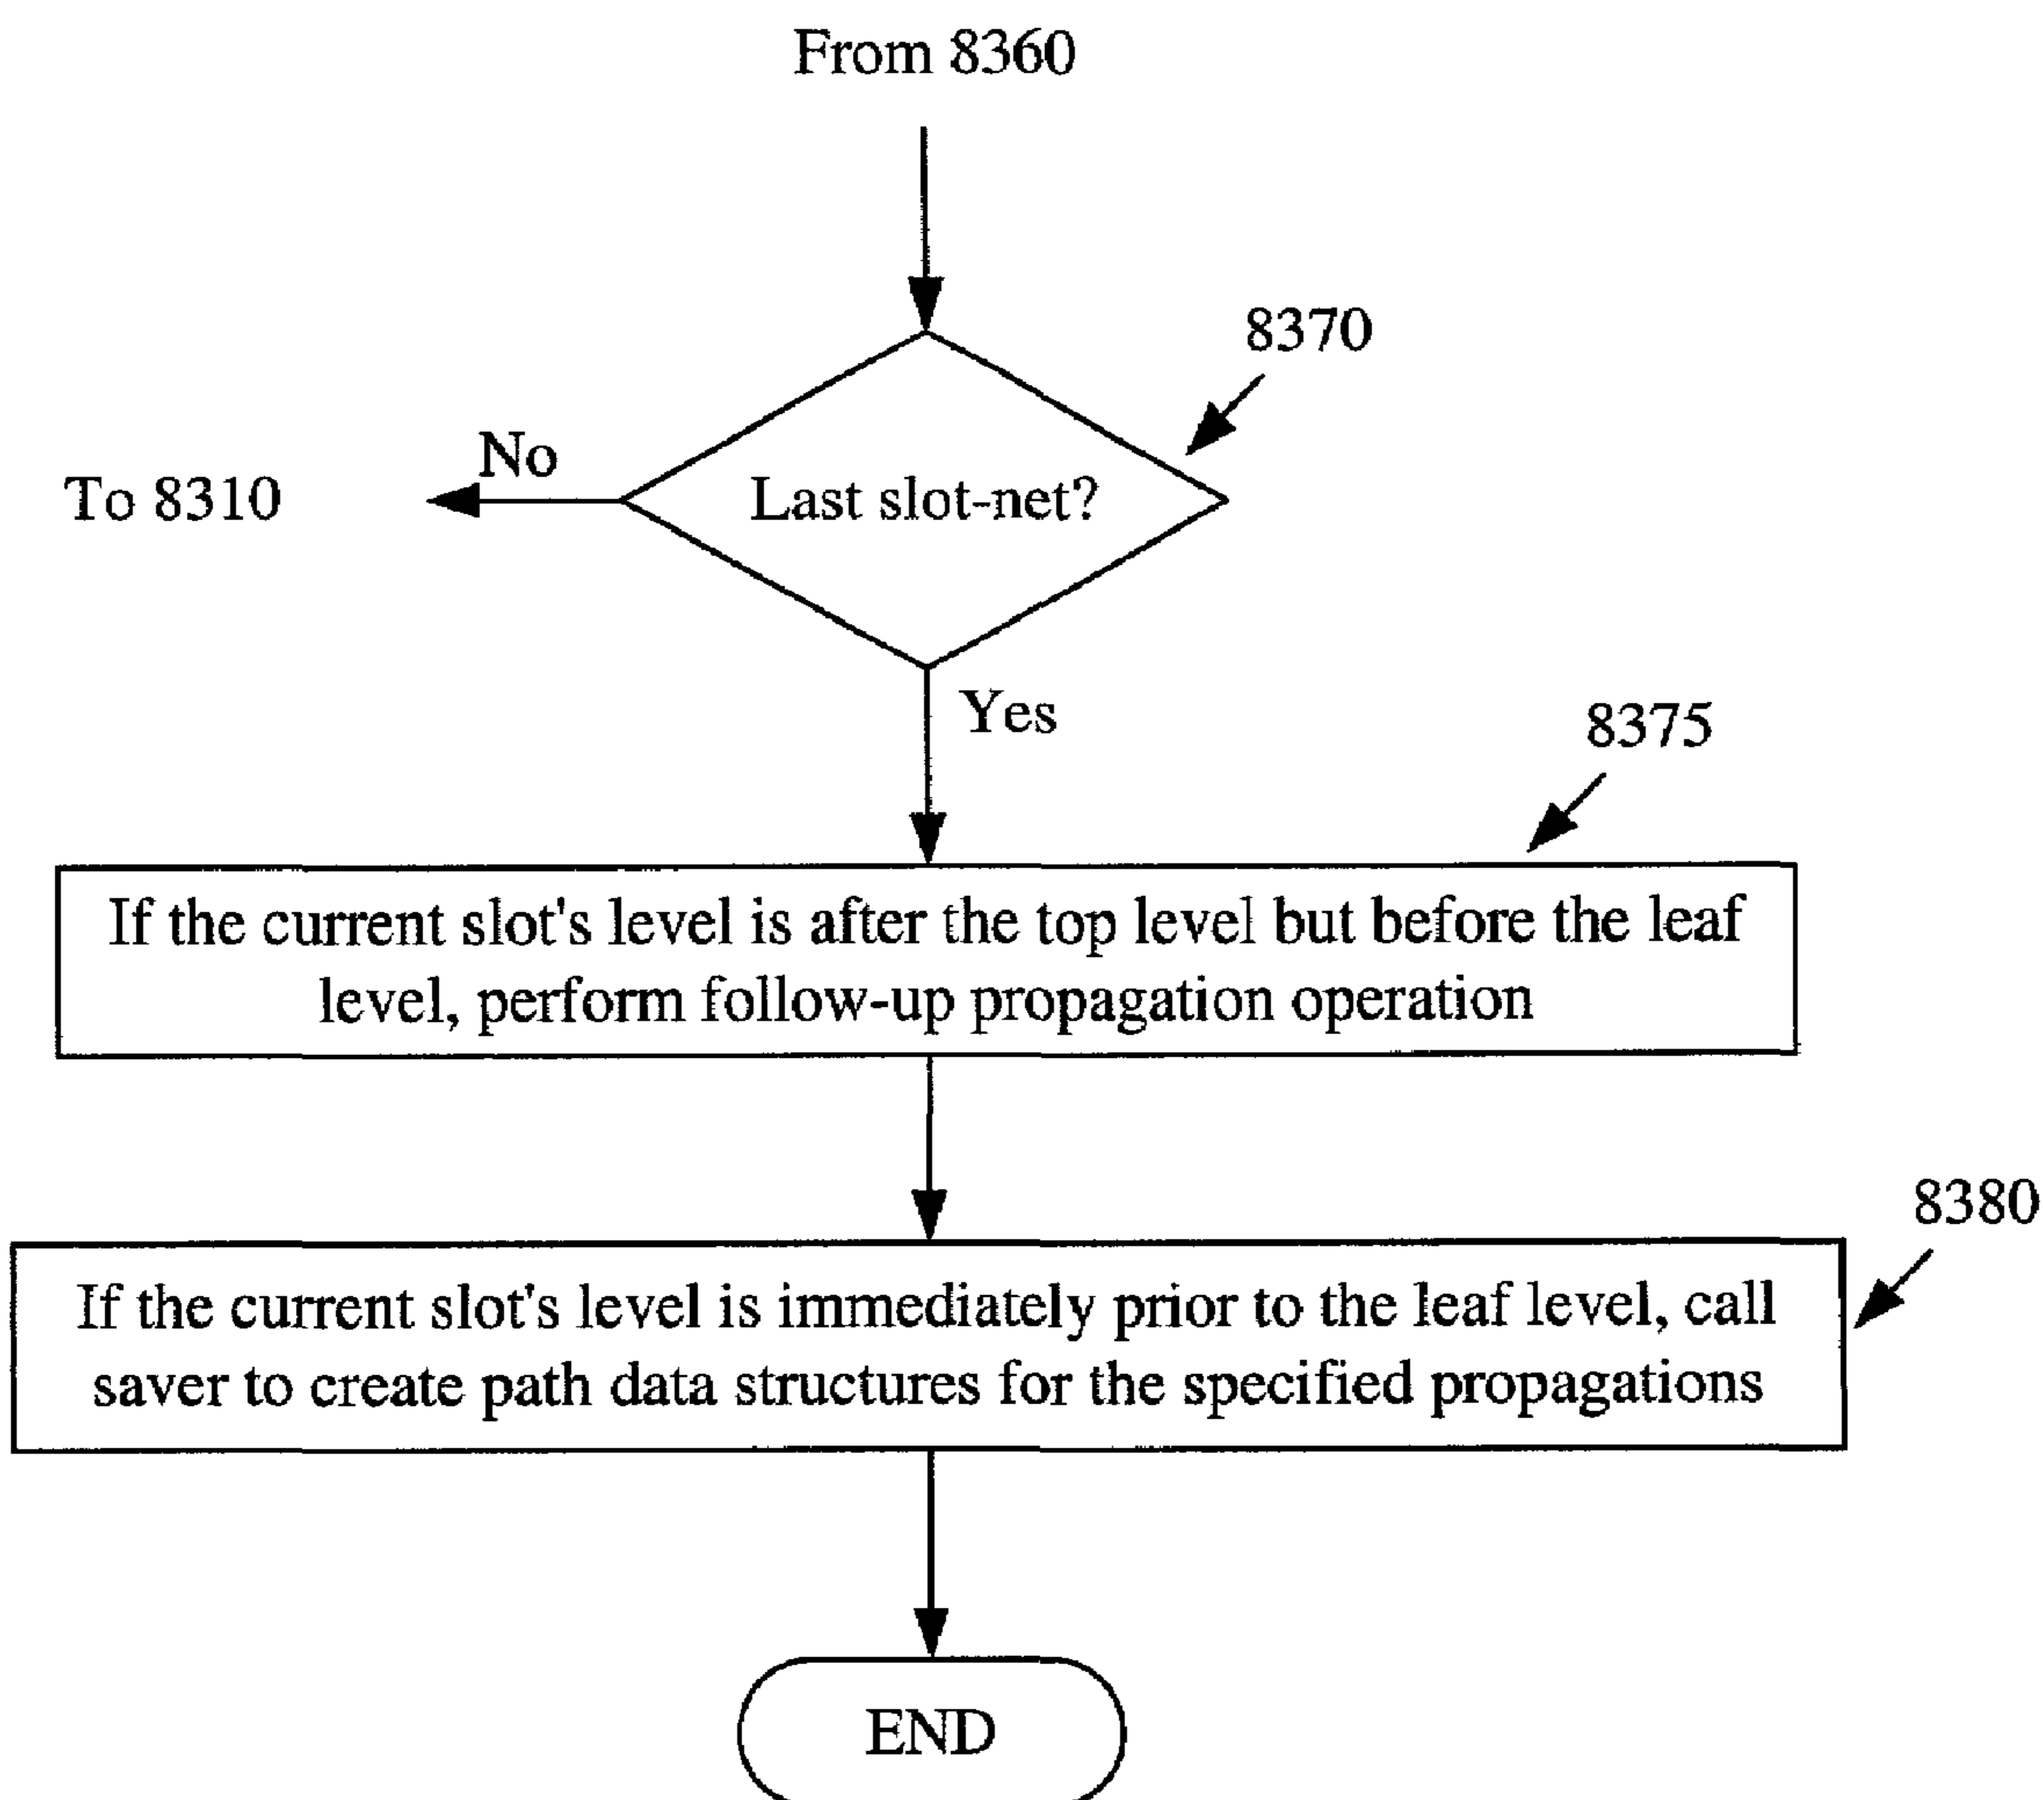 From 8360
8370
No
To 8310
Last slot-net?
Yes
8375
If the current slot's level is after the top level but before the leaf
level, perform follow-up propagation operation
8380
If the current slot's level is immediately prior to the leaf level, call
saver to create path data structures for the specified propagations
END